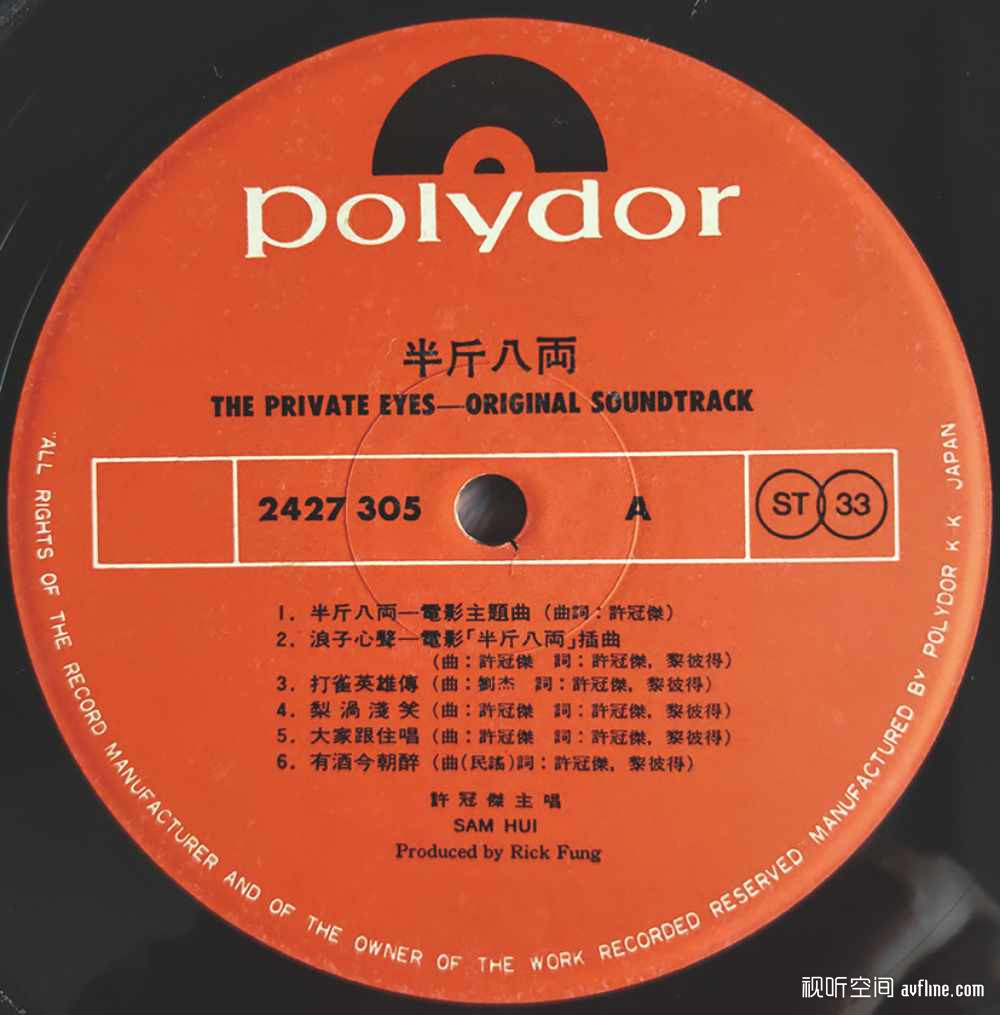 polydor
半斤八両
THE PRIVATE EYES—ORIGINAL SOUNDTRACK
2427 305 A ST 33
1. 半斤八両—電影主題曲 (曲詞：許冠傑)
2. 浪子心聲—電影「半斤八両」插曲
(曲：許冠傑 詞：許冠傑，黎彼得)
3. 打雀英雄傳 (曲：劉杰 詞：許冠傑，黎彼得)
4. 梨渦淺笑 (曲：許冠傑 詞：許冠傑，黎彼得)
5. 大家跟住唱 (曲：許冠傑 詞：許冠傑，黎彼得)
6. 有酒今朝醉 (曲(民謠)詞：許冠傑，黎彼得)
許冠傑主唱
SAM HUI
Produced by Rick Fung
"ALL RIGHTS OF THE RECORD MANUFACTURER AND OF THE OWNER OF THE WORK RECORDED RESERVED MANUFACTURED BY POLYDOR K K JAPAN
视听空间 avfline.com